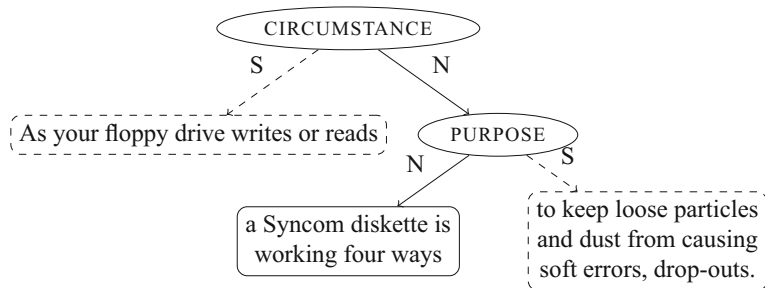 CIRCUMSTANCE
S
N
As your floppy drive writes or reads
PURPOSE
N
S
a Syncom diskette is
working four ways
to keep loose particles
and dust from causing
soft errors, drop-outs.